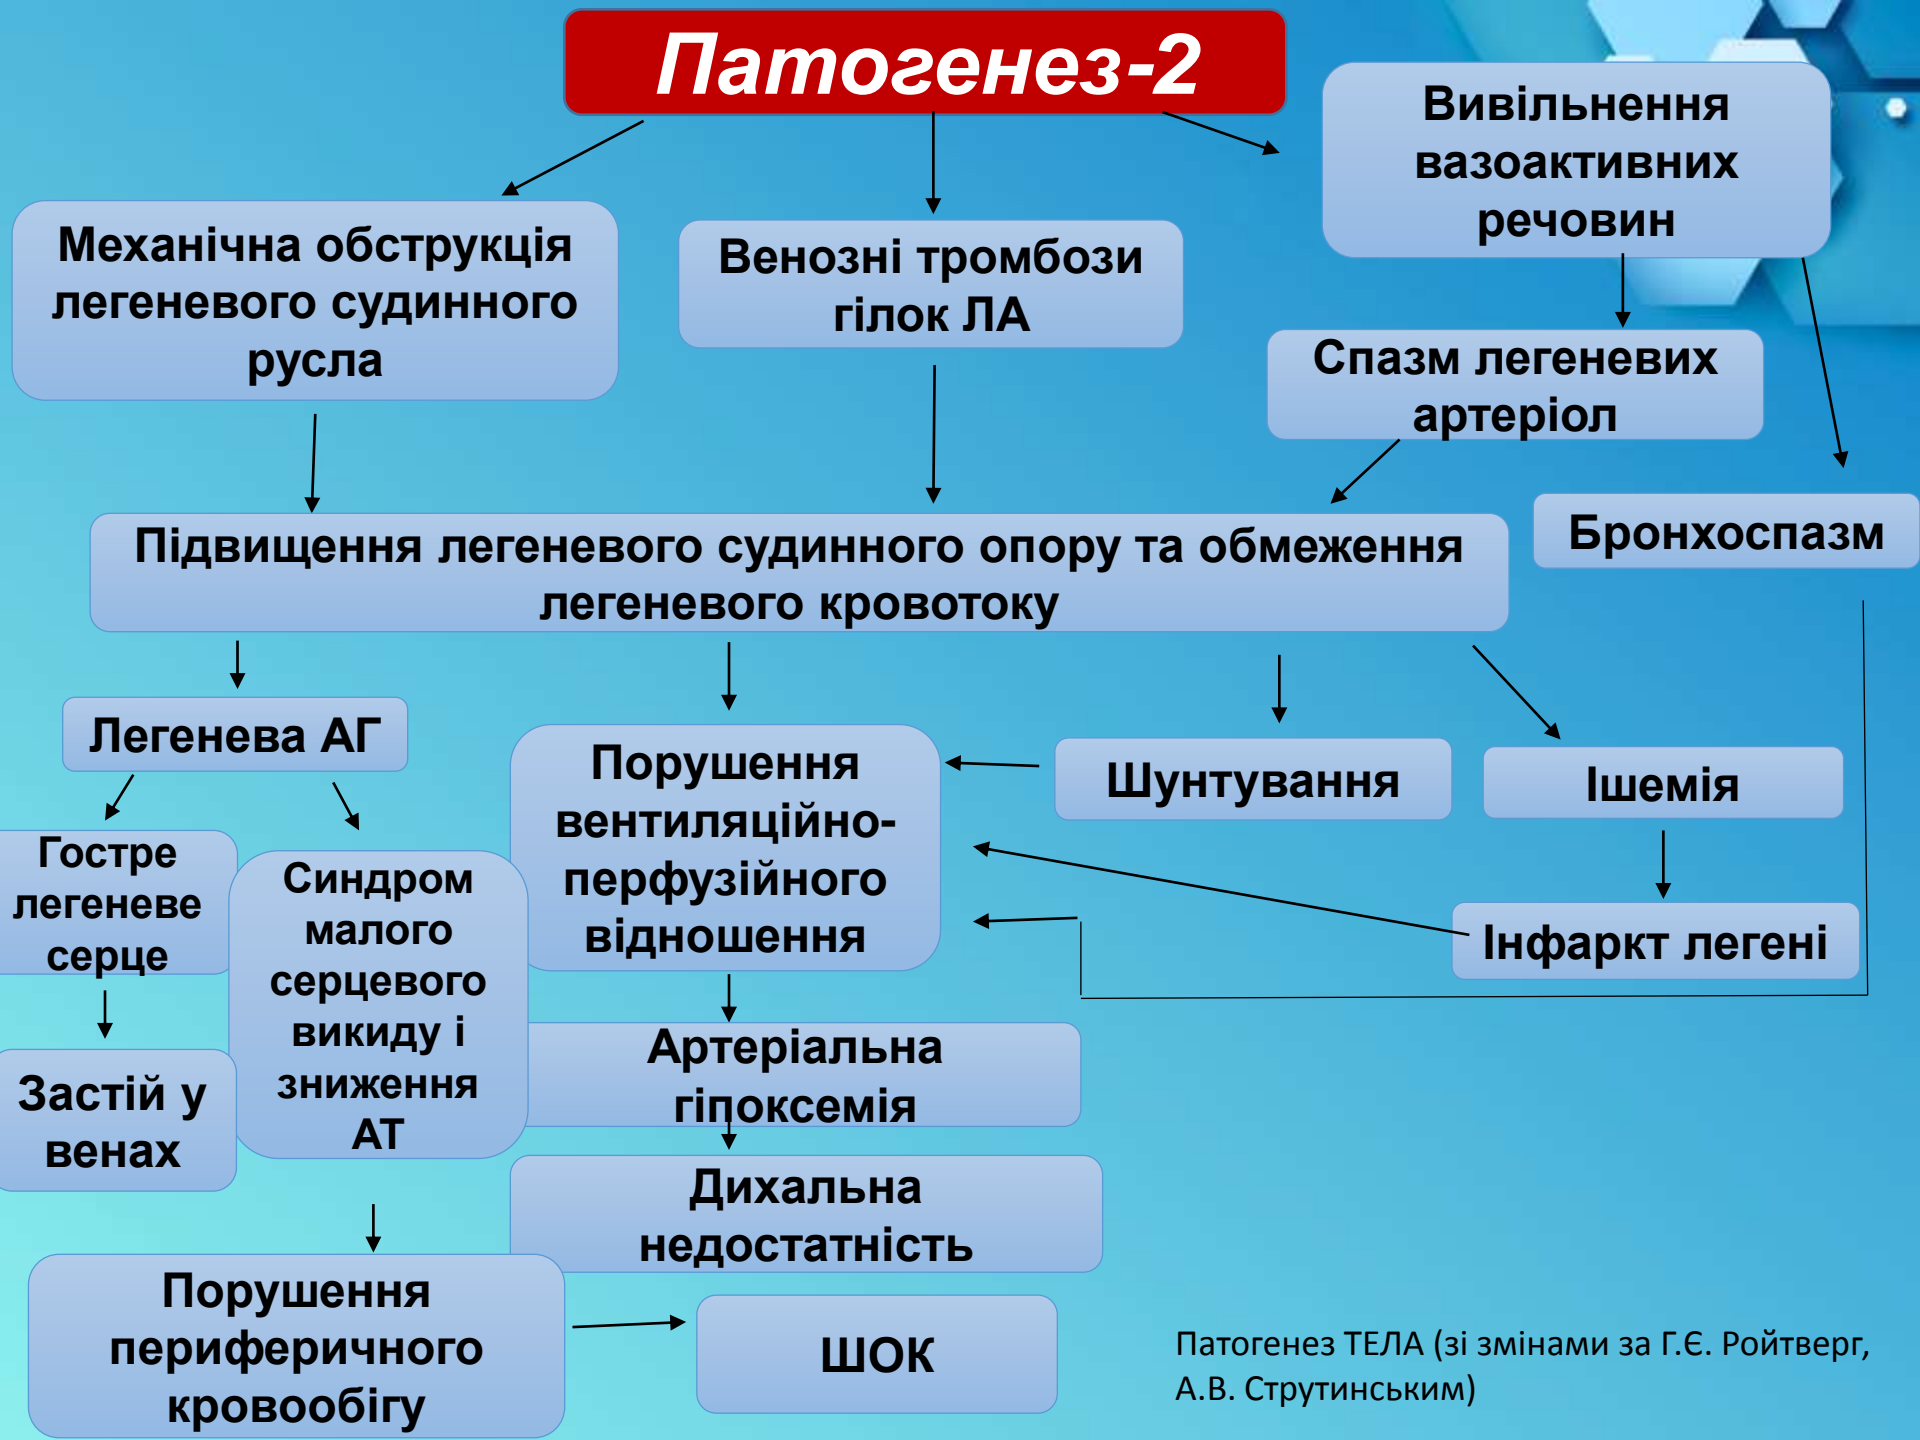 Патогенез-2
Вивільнення
вазоактивних
речовин
Механічна обструкція
легеневого судинного
русла
Венозні тромбози
гілок ЛА
Спазм легеневих
артеріол
Бронхоспазм
Підвищення легеневого судинного опору та обмеження
легеневого кровотоку
Легенева АГ
Порушення
вентиляційно-
перфузійного
відношення
Шунтування
Ішемія
Гостре
легеневе
серце
Синдром
малого
серцевого
викиду і
зниження
АТ
Інфаркт легені
Застій у
венах
Артеріальна
гіпоксемія
Дихальна
недостатність
Порушення
периферичного
кровообігу
ШОК
Патогенез ТЕЛА (зі змінами за Г.Є. Ройтверг,
А.В. Струтинським)